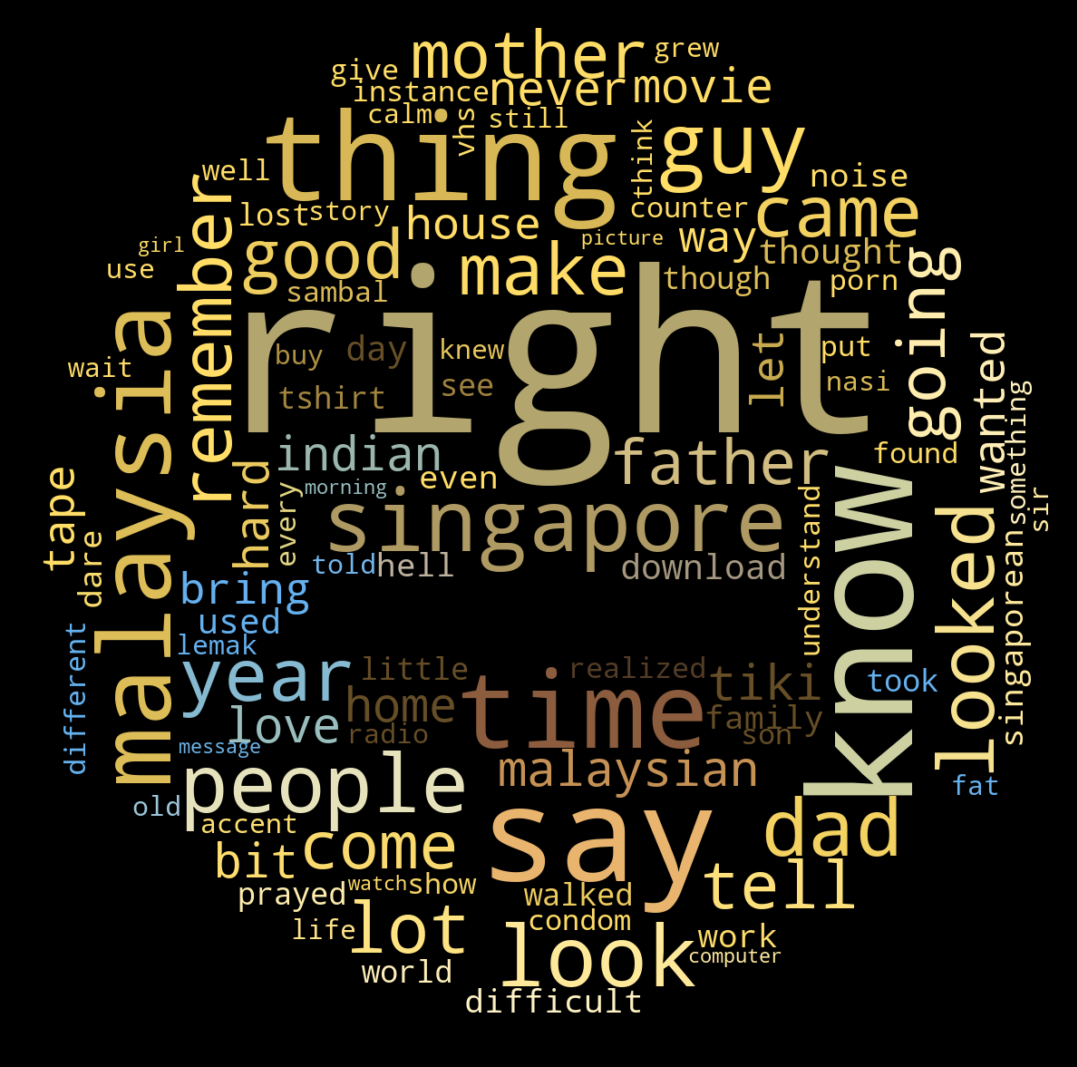 mother grew
give
instance never movie
calm vhs still
thing think guy
well noise
remember lost story house counter came
girl good picture way thought
use make though porn
sambal
right going
malaysia wait buy day knew let put wanted
tshirt see nasi
indian father found something
tape hard even
every morning singapore know looked sir
dare told hell download understand singaporean
bring
used
different lemak
year little realized tiki took
home time family
love radio son
message malaysian
people fat
old say dad
accent come
bit tell
prayed watch show walked
life lot condom work
look computer
world
difficult